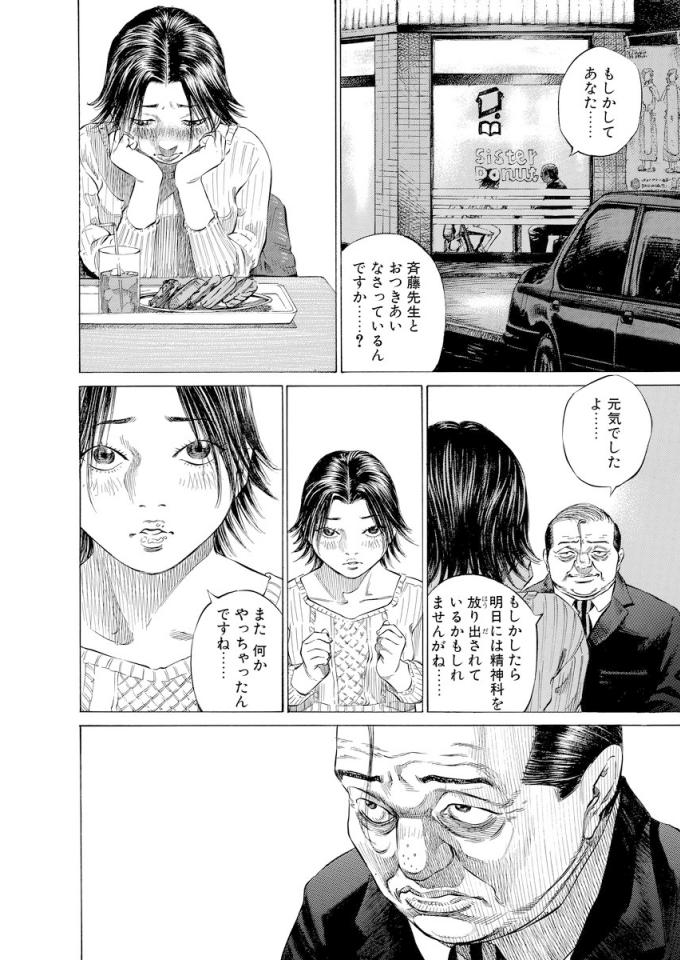 もしかして
あなた……
Sister
Donut
斉藤先生と
おつきあい
なさっているん
ですか……?
元気でした
よ……
もしかしたら
明日には精神科を
放り出されて
いるかもしれ
ませんがね……
また 何か
やっちゃったん
ですね……